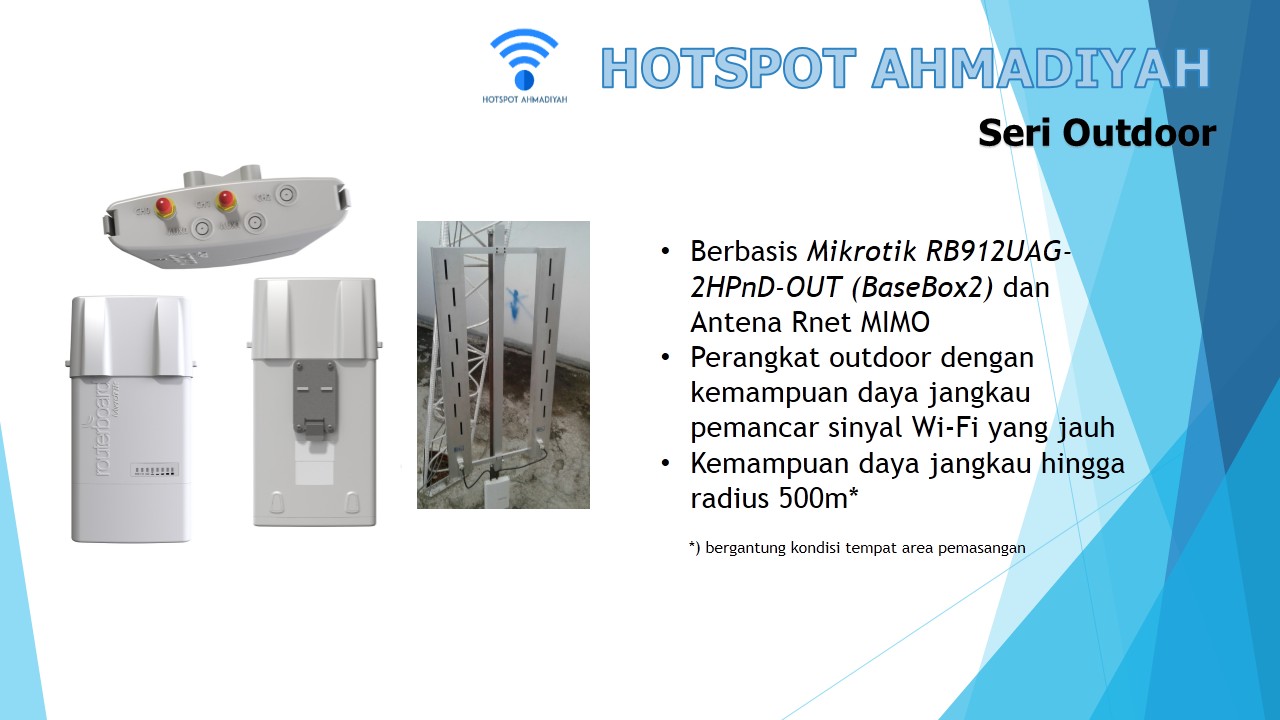 HOTSPOT AHMADIYAH
HOTSPOT AHMADIYAH
Seri Outdoor
• Berbasis Mikrotik RB912UAG-
2HPnD-OUT (BaseBox2) dan
Antena Rnet MIMO
• Perangkat outdoor dengan
kemampuan daya jangkau
pemancar sinyal Wi-Fi yang jauh
• Kemampuan daya jangkau hingga
radius 500m*
*) bergantung kondisi tempat area pemasangan
routerboard